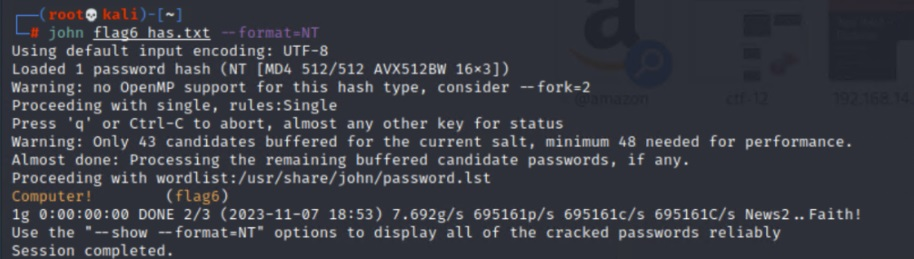 (root💀kali)-[~]
# john flag6_has.txt --format=NT
Using default input encoding: UTF-8
Loaded 1 password hash (NT [MD4 512/512 AVX512BW 16×3])
Warning: no OpenMP support for this hash type, consider --fork=2
Proceeding with single, rules:Single
Press 'q' or Ctrl-C to abort, almost any other key for status
Warning: Only 43 candidates buffered for the current salt, minimum 48 needed for performance.
Almost done: Processing the remaining buffered candidate passwords, if any.
Proceeding with wordlist:/usr/share/john/password.lst
Computer! (flag6)
1g 0:00:00:00 DONE 2/3 (2023-11-07 18:53) 7.692g/s 695161p/s 695161c/s 695161C/s News2..Faith!
Use the "--show --format=NT" options to display all of the cracked passwords reliably
Session completed.
@amazon
ctf-12
192.168.14